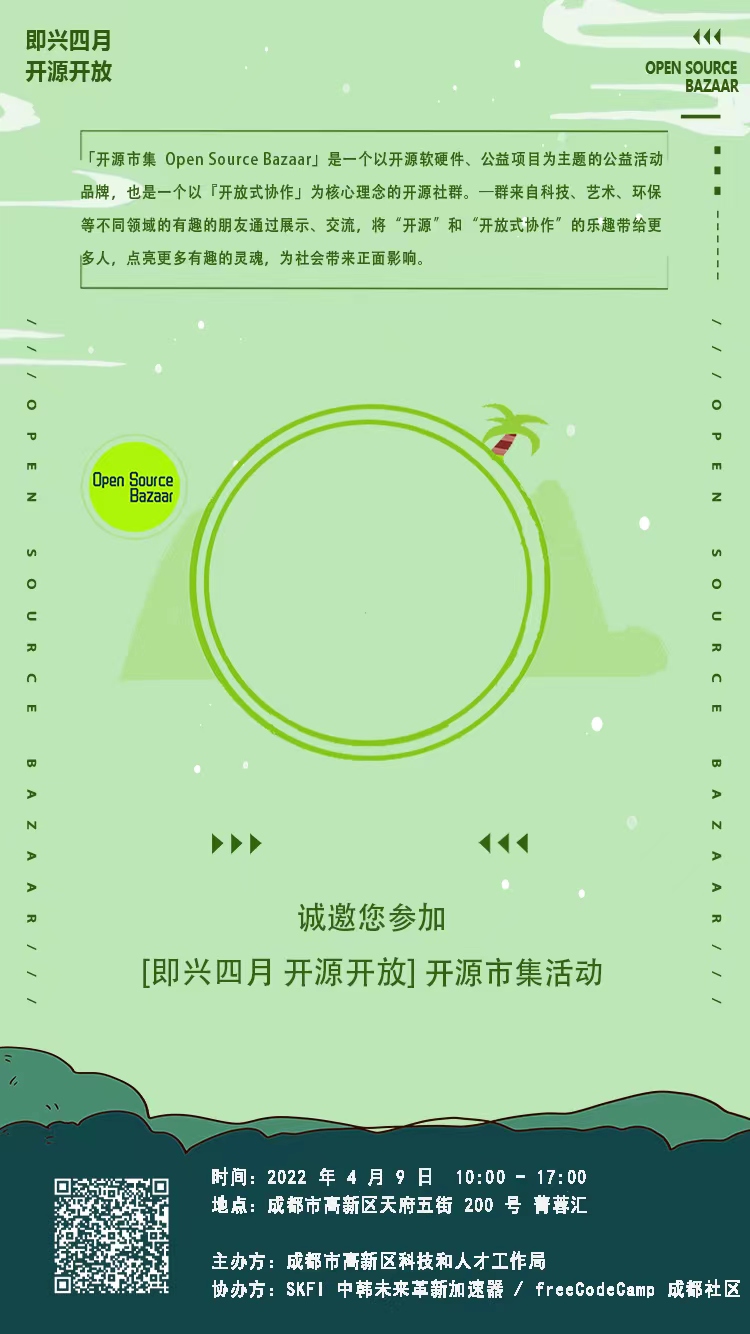 即兴四月
开源开放
OPEN SOURCE
BAZAAR
「开源市集 Open Source Bazaar」是一个以开源软硬件、公益项目为主题的公益活动
品牌，也是一个以『开放式协作」为核心理念的开源社群。一群来自科技、艺术、环保
等不同领域的有趣的朋友通过展示、交流，将“开源”和“开放式协作”的乐趣带给更
多人，点亮更多有趣的灵魂，为社会带来正面影响。
/ / / OPEN SOURCE BAZAAR / / /
/ / / OPEN SOURCE BAZAAR / / /
Open Source
Bazaar
诚邀您参加
[即兴四月 开源开放] 开源市集活动
时间：2022 年 4 月 9 日 10:00 - 17:00
地点：成都市高新区天府五街 200 号 菁蓉汇
主办方：成都市高新区科技和人才工作局
协办方：SKFI 中韩未来革新加速器 / freeCodeCamp 成都社区